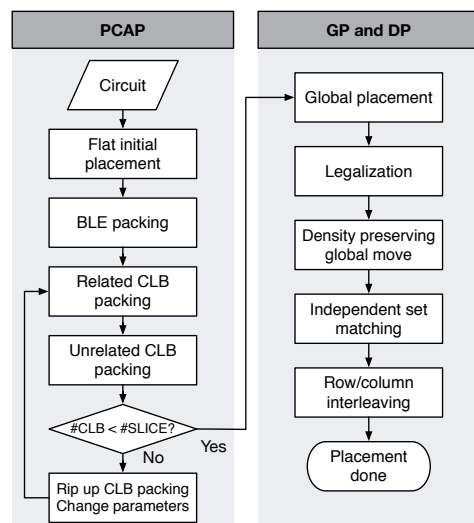 PCAP
Circuit
Flat initial
placement
BLE packing
Related CLB
packing
Unrelated CLB
packing
#CLB < #SLICE?
Yes
No
Rip up CLB packing
Change parameters
GP and DP
Global placement
Legalization
Density preserving
global move
Independent set
matching
Row/column
interleaving
Placement
done